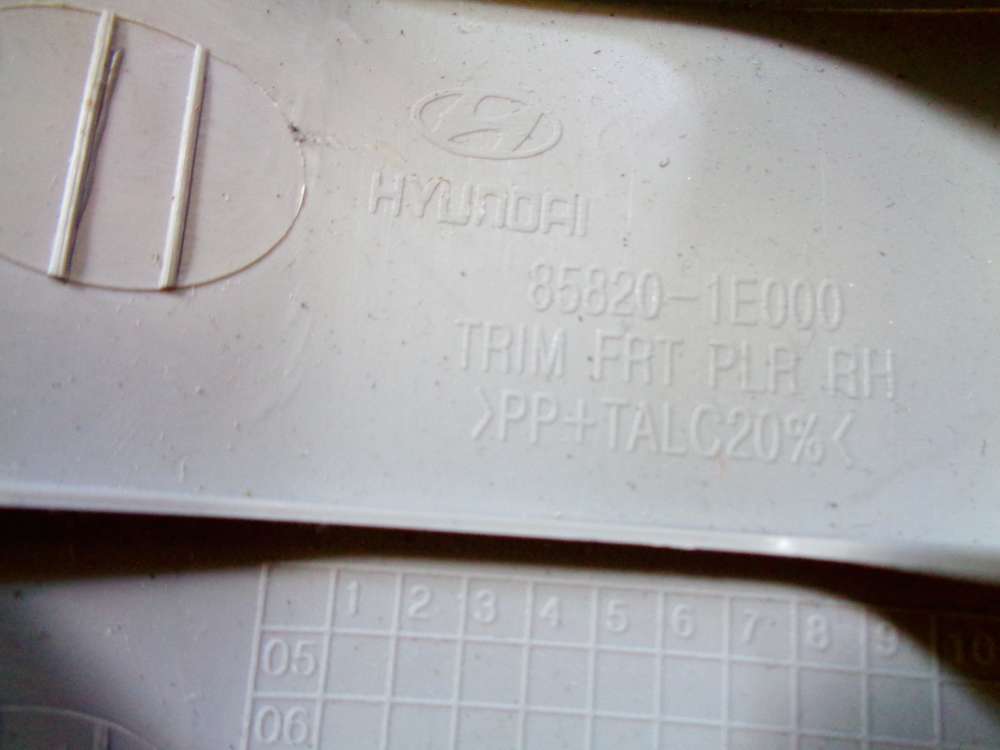 HYUNDAI
85820-1E000
TRIM FRT PLR RH
>PP+TALC20%<
1 2 3 4 5 6 7 8 9 10
05
06